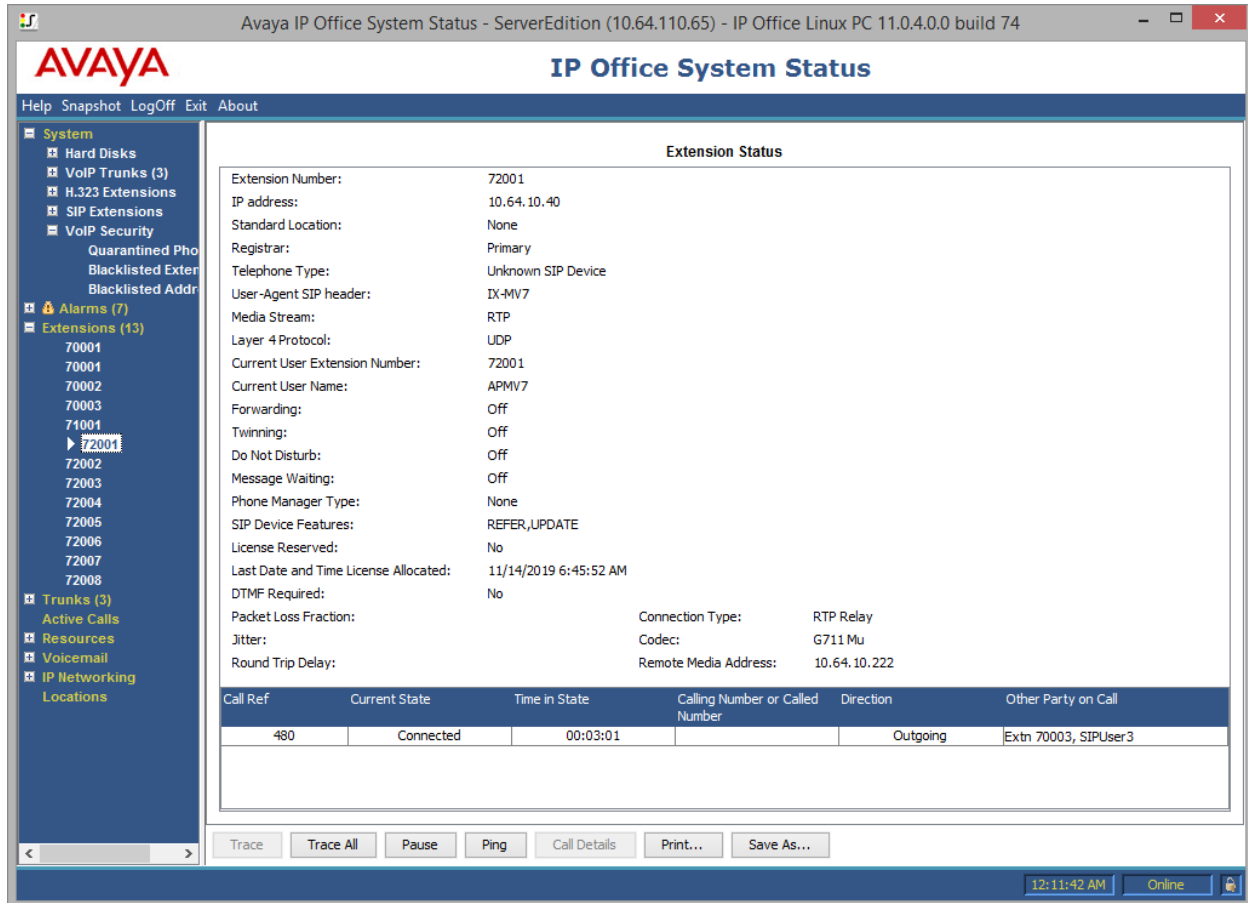 Avaya IP Office System Status - ServerEdition (10.64.110.65) - IP Office Linux PC 11.0.4.0.0 build 74
AVAYA
IP Office System Status
Help Snapshot LogOff Exit About
System
Hard Disks
VoIP Trunks (3)
H.323 Extensions
SIP Extensions
VoIP Security
Quarantined Pho
Blacklisted Exter
Blacklisted Addr
Alarms (7)
Extensions (13)
70001
70001
70002
70003
71001
72001
72002
72003
72004
72005
72006
72007
72008
Trunks (3)
Active Calls
Resources
Voicemail
IP Networking
Locations
Extension Status
Extension Number: 72001
IP address: 10.64.10.40
Standard Location: None
Registrar: Primary
Telephone Type: Unknown SIP Device
User-Agent SIP header: IX-MV7
Media Stream: RTP
Layer 4 Protocol: UDP
Current User Extension Number: 72001
Current User Name: APMV7
Forwarding: Off
Twinning: Off
Do Not Disturb: Off
Message Waiting: Off
Phone Manager Type: None
SIP Device Features: REFER,UPDATE
License Reserved: No
Last Date and Time License Allocated: 11/14/2019 6:45:52 AM
DTMF Required: No
Packet Loss Fraction: Connection Type: RTP Relay
Jitter: Codec: G711 Mu
Round Trip Delay: Remote Media Address: 10.64.10.222
Call Ref Current State Time in State Calling Number or Called Number Direction Other Party on Call
480 Connected 00:03:01 Outgoing Extn 70003, SIPUser3
Trace Trace All Pause Ping Call Details Print... Save As...
12:11:42 AM Online